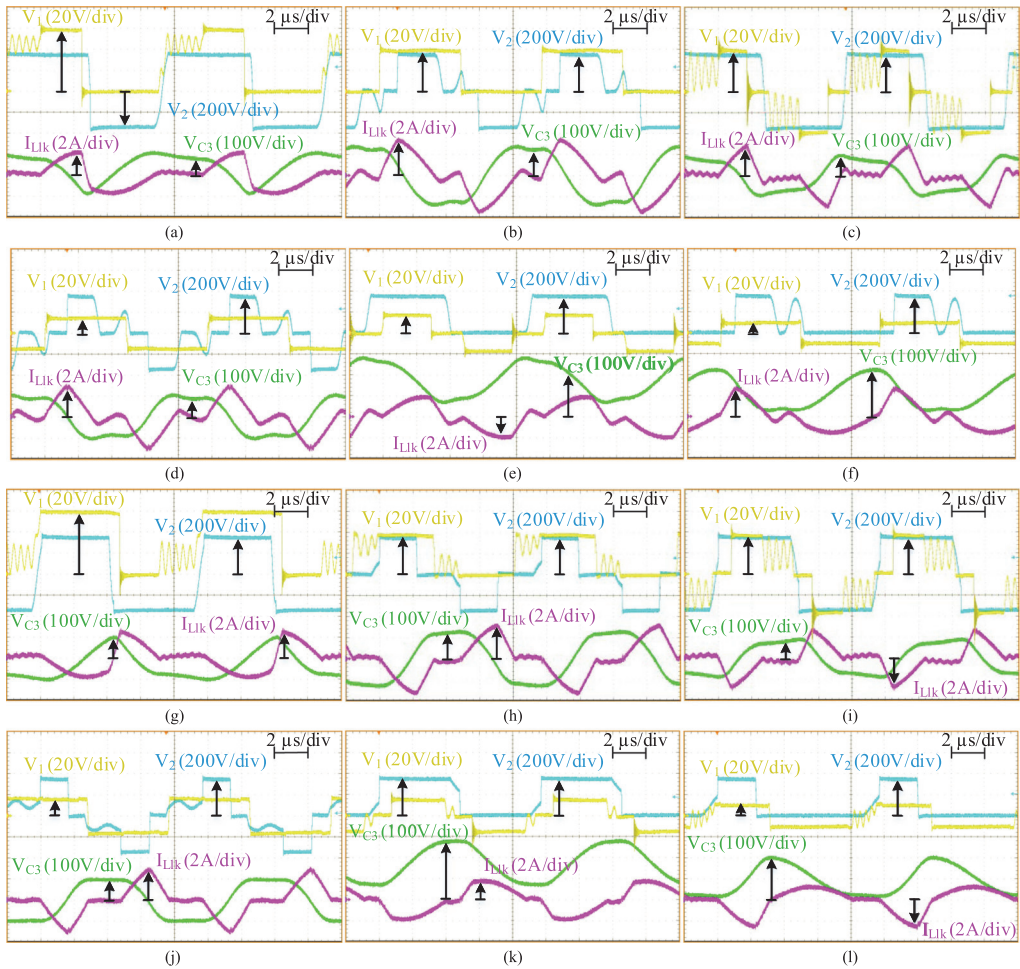 V1(20V/div) 2 μs/div
V2(200V/div)
ILlk(2A/div) VC3(100V/div)
(a)
2 μs/div
V1(20V/div) V2(200V/div)
ILlk(2A/div) VC3(100V/div)
(b)
2 μs/div
V1(20V/div) V2(200V/div)
ILlk(2A/div) VC3(100V/div)
(c)
2 μs/div
V1(20V/div) V2(200V/div)
ILlk(2A/div) VC3(100V/div)
(d)
2 μs/div
V1(20V/div) V2(200V/div)
VC3(100V/div)
ILlk(2A/div)
(e)
2 μs/div
V1(20V/div) V2(200V/div)
VC3(100V/div)
ILlk(2A/div)
(f)
V1(20V/div) 2 μs/div
V2(200V/div)
VC3(100V/div) ILlk(2A/div)
(g)
2 μs/div
V1(20V/div) V2(200V/div)
VC3(100V/div) ILlk(2A/div)
(h)
2 μs/div
V1(20V/div) V2(200V/div)
VC3(100V/div)
ILlk(2A/div)
(i)
2 μs/div
V1(20V/div) V2(200V/div)
VC3(100V/div) ILlk(2A/div)
(j)
2 μs/div
V1(20V/div) V2(200V/div)
VC3(100V/div)
ILlk(2A/div)
(k)
2 μs/div
V1(20V/div) V2(200V/div)
VC3(100V/div)
ILlk(2A/div)
(l)